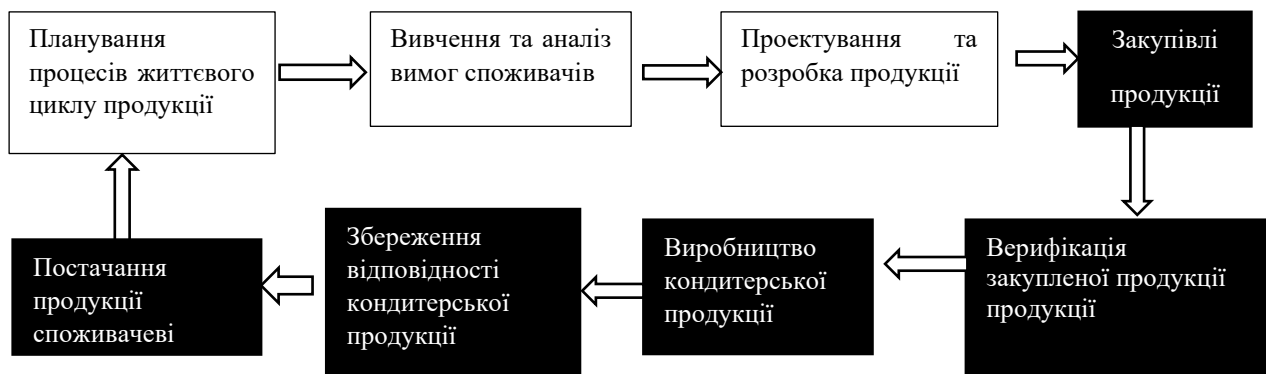 Планування
процесів життєвого
циклу продукції
Вивчення та аналіз
вимог споживачів
Проектування та
розробка продукції
Закупівлі
продукції
Верифікація
закупленої продукції
продукції
Виробництво
кондитерської
продукції
Збереження
відповідності
кондитерської
продукції
Постачання
продукції
споживачеві